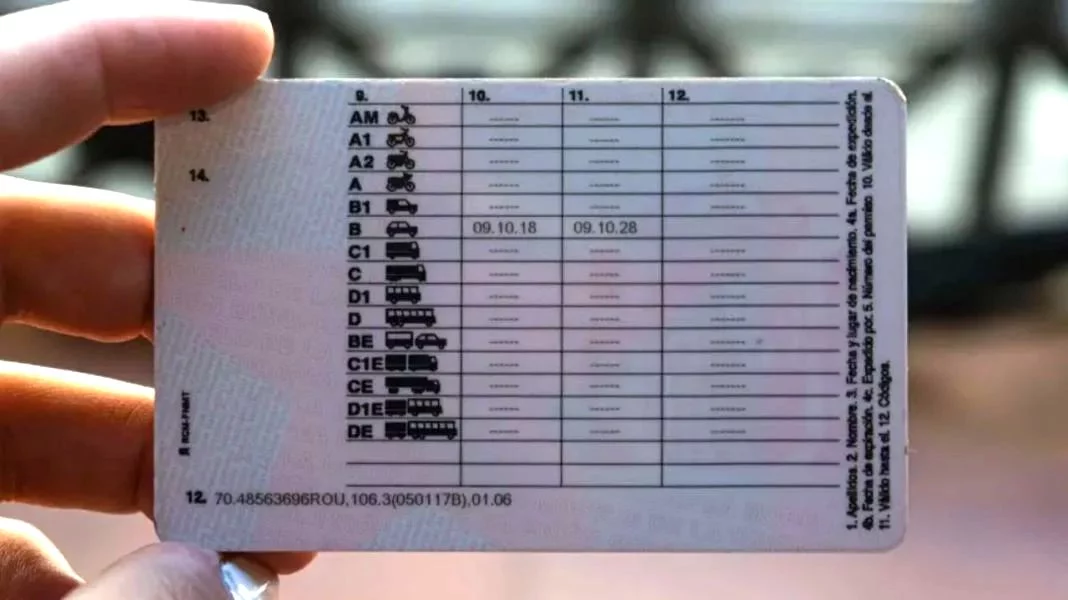 9. 10. 11. 12.
13.
AM ------ ------ ------
A1 ------ ------ ------
14.
A2 ------ ------ ------
A ------ ------ ------
B1 ------ ------ ------
B 09.10.18 09.10.28
C1 ------ ------ ------
C ------ ------ ------
D1 ------ ------ ------
D ------ ------ ------
BE ------ ------ ------
C1E ------ ------ ------
CE ------ ------ ------
D1E ------ ------ ------
DE ------ ------ ------
RCM-FNMT
12. 70.48563696ROU,106.3(050117B),01.06
1. Apellidos. 2. Nombre. 3. Fecha y lugar de nacimiento. 4a. Fecha de expedición.
4b. Fecha de expiración. 4c. Expedido por. 5. Número del permiso 10. Válido desde el.
11. Válido hasta el. 12. Códigos.